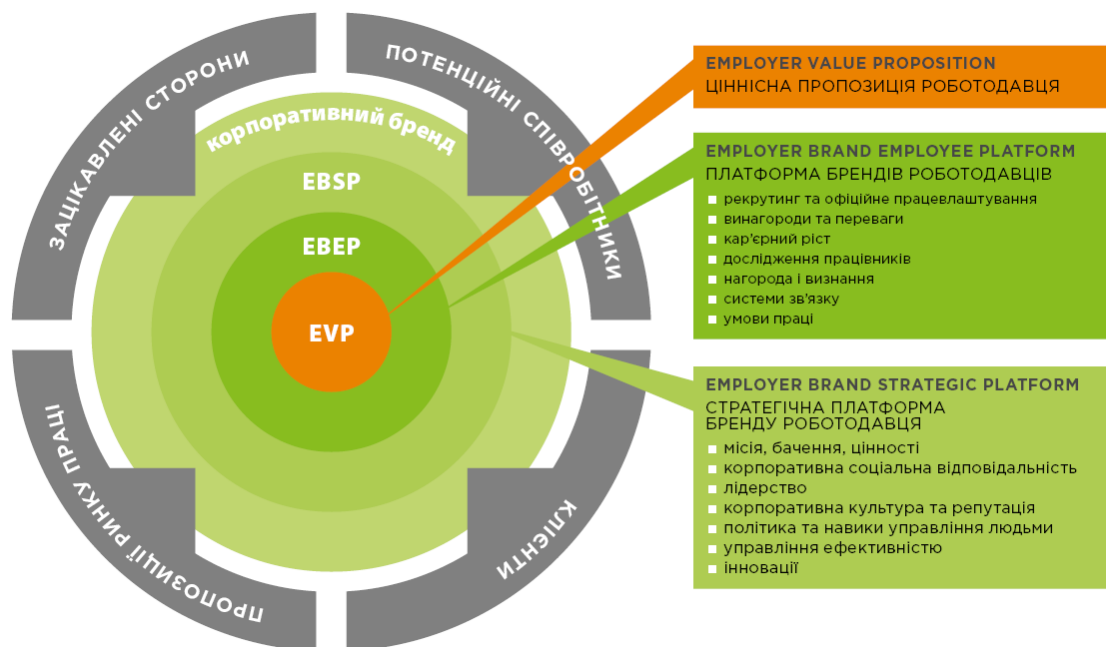 ЗАЦІКАВЛЕНІ СТОРОНИ
ПОТЕНЦІЙНІ СПІВРОБІТНИКИ
корпоративний бренд
EBSP
EBEP
EVP
ПРОПОЗИЦІЇ РИНКУ ПРАЦІ
КЛІЄНТИ
EMPLOYER VALUE PROPOSITION
ЦІННІСНА ПРОПОЗИЦІЯ РОБОТОДАВЦЯ
EMPLOYER BRAND EMPLOYEE PLATFORM
ПЛАТФОРМА БРЕНДІВ РОБОТОДАВЦІВ
рекрутинг та офіційне працевлаштування
винагороди та переваги
кар'єрний ріст
дослідження працівників
нагорода і визнання
системи зв'язку
умови праці
EMPLOYER BRAND STRATEGIC PLATFORM
СТРАТЕГІЧНА ПЛАТФОРМА
БРЕНДУ РОБОТОДАВЦЯ
місія, бачення, цінності
корпоративна соціальна відповідальність
лідерство
корпоративна культура та репутація
політика та навики управління людьми
управління ефективністю
інновації